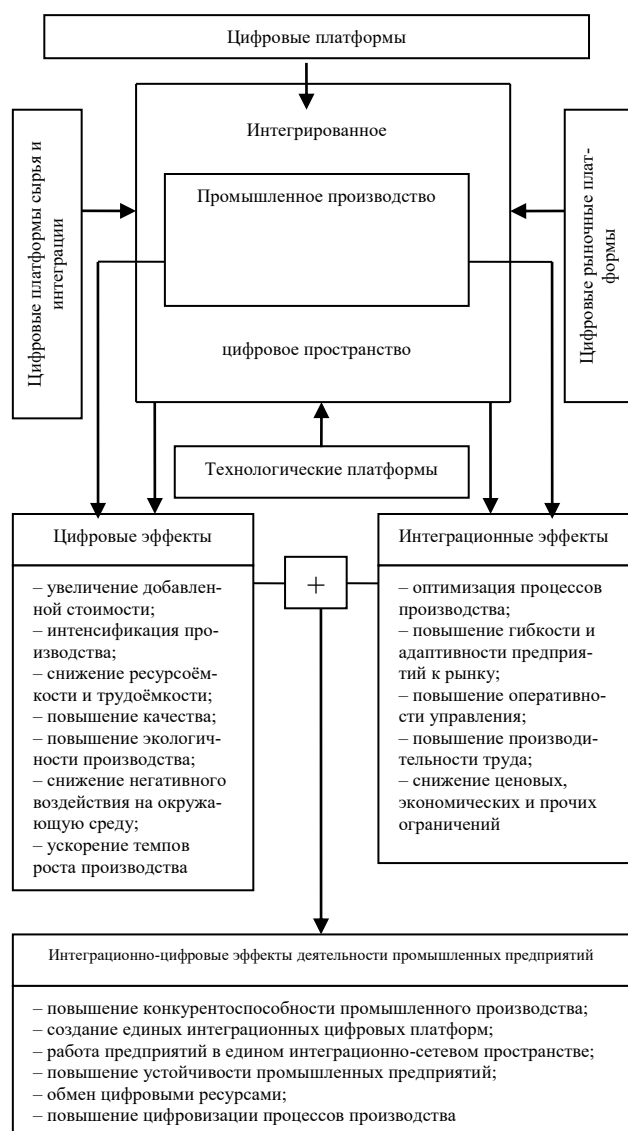 Цифровые платформы
Интегрированное
Цифровые платформы сырья и
интеграции
Промышленное производство
Цифровые рыночные плат-
формы
цифровое пространство
Технологические платформы
Цифровые эффекты
– увеличение добавлен-
ной стоимости;
– интенсификация про-
изводства;
– снижение ресурсоём-
кости и трудоёмкости;
– повышение качества;
– повышение экологич-
ности производства;
– снижение негативного
воздействия на окружа-
ющую среду;
– ускорение темпов
роста производства
+
Интеграционные эффекты
– оптимизация процессов
производства;
– повышение гибкости и
адаптивности предприя-
тий к рынку;
– повышение оперативно-
сти управления;
– повышение производи-
тельности труда;
– снижение ценовых,
экономических и прочих
ограничений
Интеграционно-цифровые эффекты деятельности промышленных предприятий
– повышение конкурентоспособности промышленного производства;
– создание единых интеграционных цифровых платформ;
– работа предприятий в едином интеграционно-сетевом пространстве;
– повышение устойчивости промышленных предприятий;
– обмен цифровыми ресурсами;
– повышение цифровизации процессов производства